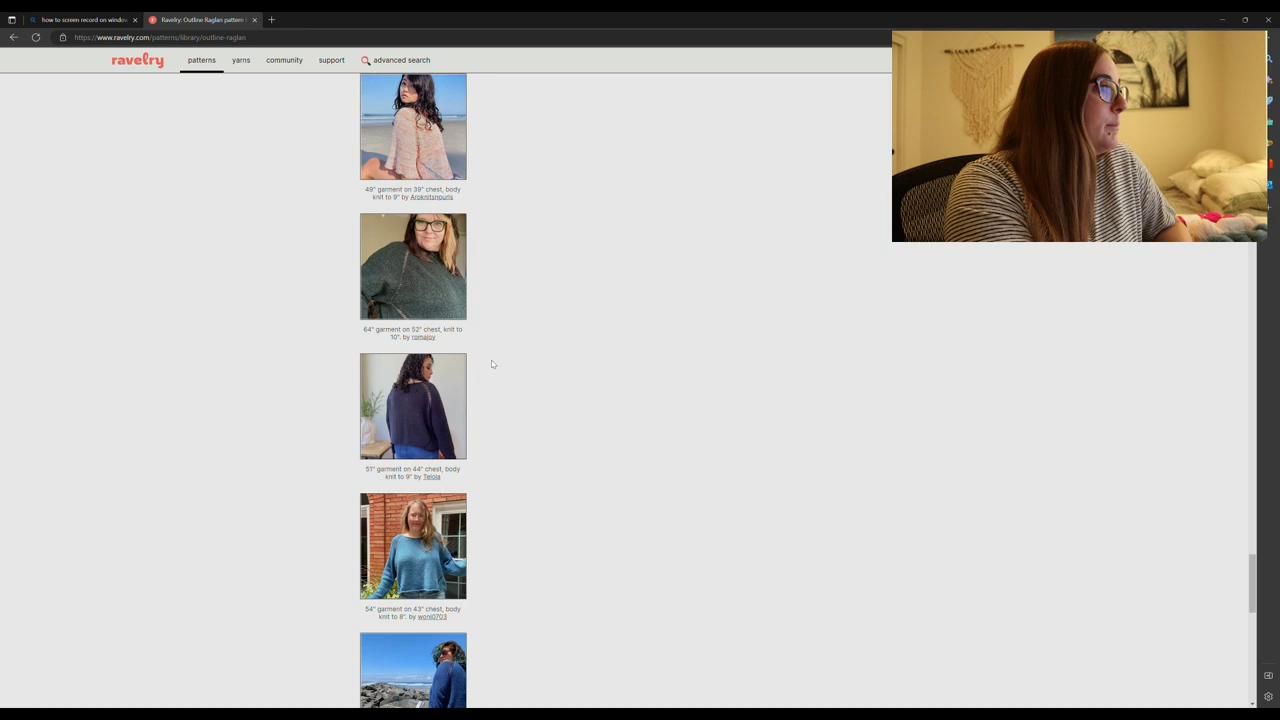 how to screen record on window
Ravelry: Outline Raglan pattern
https://www.ravelry.com/patterns/library/outline-raglan
ravelry
patterns
yarns
community
support
advanced search
49" garment on 39" chest, body
knit to 9" by Aroknitsnpurls
64" garment on 52" chest, knit to
10". by romajoy
51" garment on 44" chest, body
knit to 9" by Telola
54" garment on 43" chest, body
knit to 8". by woni0703